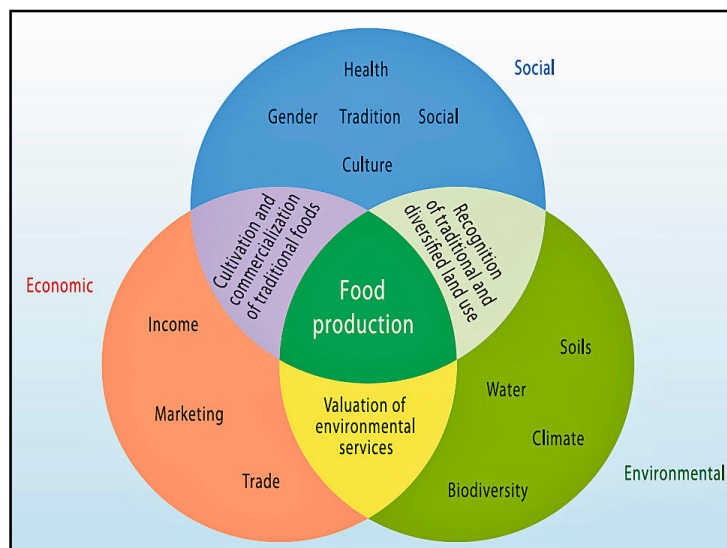 Health
Social
Gender Tradition Social
Culture
Cultivation and
commercialization
of traditional foods
Recognition
of traditional and
diversified land use
Economic
Food
production
Income
Soils
Water
Marketing
Valuation of
environmental
services
Climate
Trade
Biodiversity
Environmental